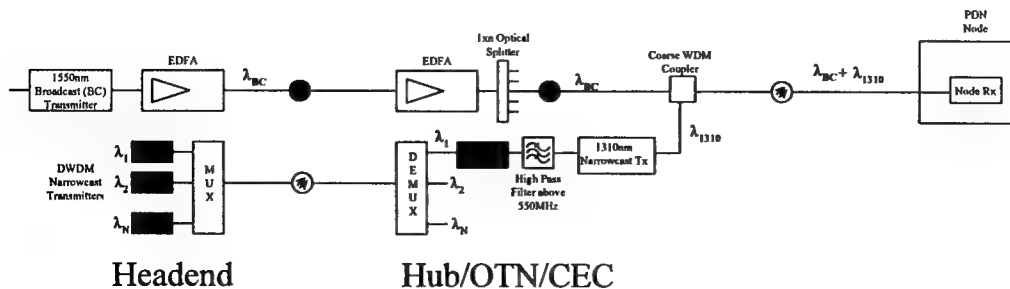 PDN
Node
1xn Optical
Splitter
EDFA
EDFA
Coarse WDM
Coupler
1550nm
Broadcast (BC)
Transmitter
λBC
λBC
λBC + λ1310
Node Rx
λ1310
λ1
DWDM
Narrowcast
Transmitters
λ2
λN
MUX
DEMUX
λ1
λ2
λN
High Pass
Filter above
550MHz
1310nm
Narrowcast Tx
Headend
Hub/OTN/CEC